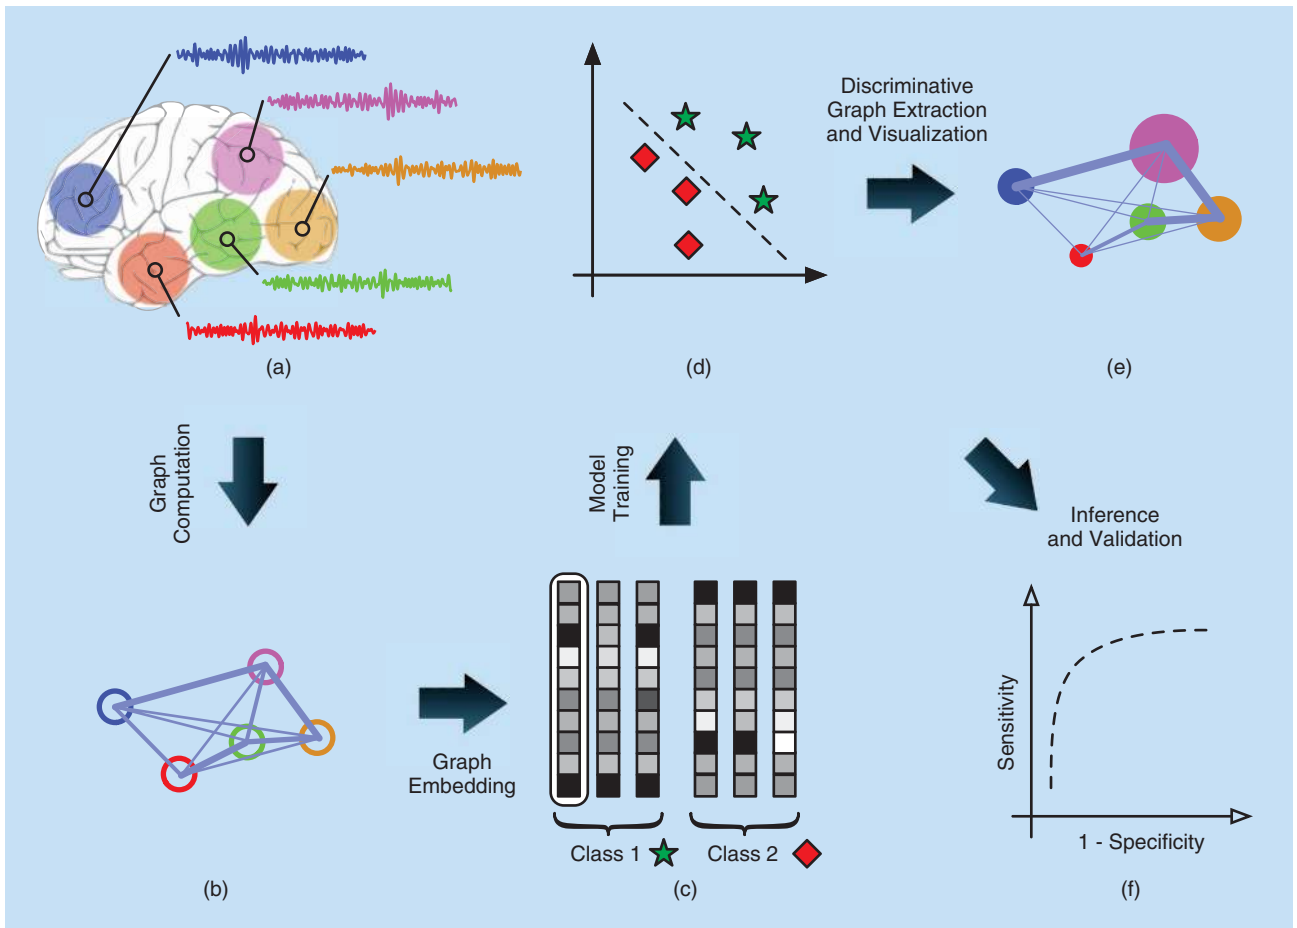 Discriminative
Graph Extraction
and Visualization
(a)
(d)
(e)
Graph
Computation
Model
Training
Inference
and Validation
Graph
Embedding
Sensitivity
1 - Specificity
Class 1
Class 2
(b)
(c)
(f)